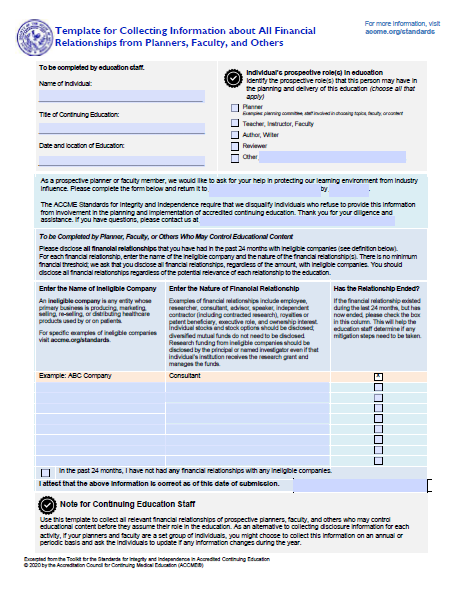 Template for Collecting Information about All Financial
Relationships from Planners, Faculty, and Others
For more information, visit
accme.org/standards
To be completed by education staff.
Name of Individual:
Title of Continuing Education:
Date and location of Education:
Individual's prospective role(s) in education
Identify the prospective role(s) that this person may have in
the planning and delivery of this education (choose all that
apply)
Planner
Examples: planning committee, staff involved in choosing topics, faculty, or content
Teacher, Instructor, Faculty
Author, Writer
Reviewer
Other
As a prospective planner or faculty member, we would like to ask for your help in protecting our learning environment from industry
influence. Please complete the form below and return it to by .
The ACCME Standards for Integrity and Independence require that we disqualify individuals who refuse to provide this information
from involvement in the planning and implementation of accredited continuing education. Thank you for your diligence and
assistance. If you have questions, please contact us at
To be Completed by Planner, Faculty, or Others Who May Control Educational Content
Please disclose all financial relationships that you have had in the past 24 months with ineligible companies (see definition below).
For each financial relationship, enter the name of the ineligible company and the nature of the financial relationship(s). There is no minimum
financial threshold; we ask that you disclose all financial relationships, regardless of the amount, with ineligible companies. You should
disclose all financial relationships regardless of the potential relevance of each relationship to the education.
Enter the Name of Ineligible Company
An ineligible company is any entity whose
primary business is producing, marketing,
selling, re-selling, or distributing healthcare
products used by or on patients.
For specific examples of ineligible companies
visit accme.org/standards.
Enter the Nature of Financial Relationship
Examples of financial relationships include employee,
researcher, consultant, advisor, speaker, independent
contractor (including contracted research), royalties or
patent beneficiary, executive role, and ownership interest.
Individual stocks and stock options should be disclosed;
diversified mutual funds do not need to be disclosed.
Research funding from ineligible companies should be
disclosed by the principal or named investigator even if that
individual's institution receives the research grant and
manages the funds.
Has the Relationship Ended?
If the financial relationship existed
during the last 24 months, but has
now ended, please check the box
in this column. This will help the
education staff determine if any
mitigation steps need to be taken.
Example: ABC Company Consultant X
In the past 24 months, I have not had any financial relationships with any ineligible companies.
I attest that the above information is correct as of this date of submission.
Note for Continuing Education Staff
Use this template to collect all relevant financial relationships of prospective planners, faculty, and others who may control
educational content before they assume their role in the education. As an alternative to collecting disclosure information for each
activity, if your planners and faculty are a set group of individuals, you might choose to collect this information on an annual or
periodic basis and ask the individuals to update if any information changes during the year.
Excerpted from the Toolkit for the Standards for Integrity and Independence in Accredited Continuing Education
© 2020 by the Accreditation Council for Continuing Medical Education (ACCME®)